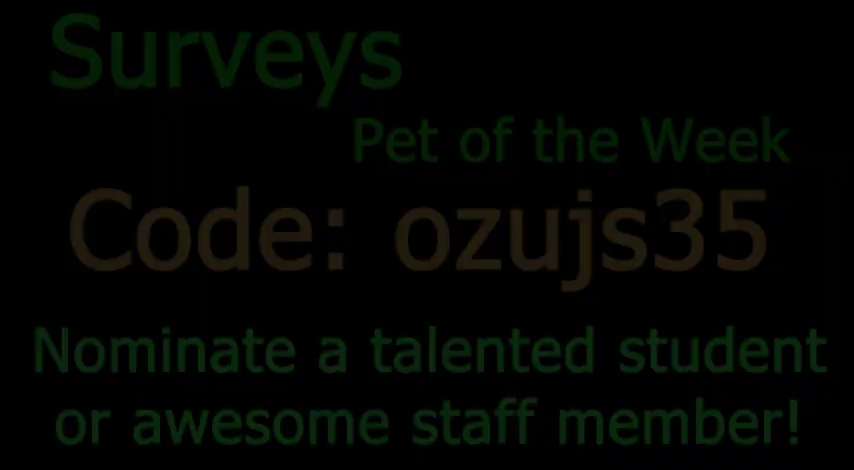 Surveys
Pet of the Week
Code: ozujs35
Nominate a talented student
or awesome staff member!